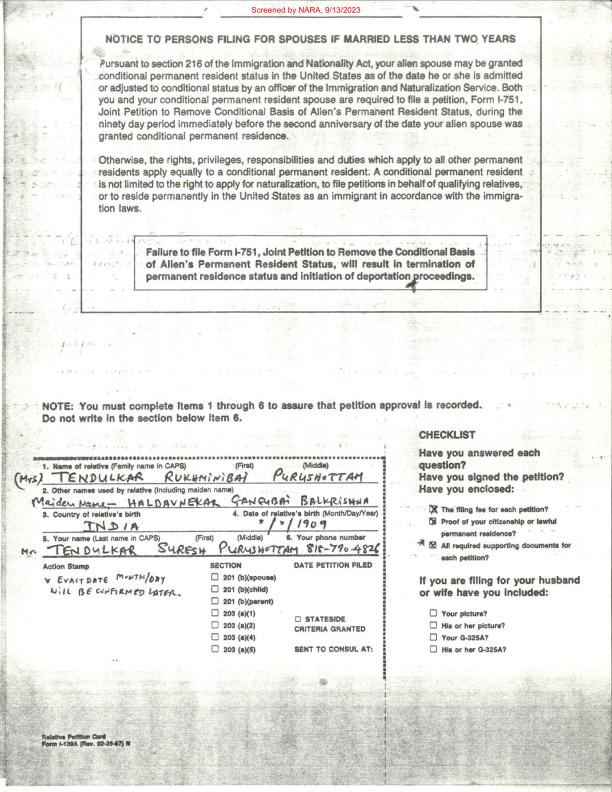 Screened by NARA, 9/13/2023
NOTICE TO PERSONS FILING FOR SPOUSES IF MARRIED LESS THAN TWO YEARS
Pursuant to section 216 of the Immigration and Nationality Act, your alien spouse may be granted
conditional permanent resident status in the United States as of the date he or she is admitted
or adjusted to conditional status by an officer of the Immigration and Naturalization Service. Both
you and your conditional permanent resident spouse are required to file a petition, Form I-751,
Joint Petition to Remove Conditional Basis of Alien's Permanent Resident Status, during the
ninety day period immediately before the second anniversary of the date your alien spouse was
granted conditional permanent residence.
Otherwise, the rights, privileges, responsibilities and duties which apply to all other permanent
residents apply equally to a conditional permanent resident. A conditional permanent resident
is not limited to the right to apply for naturalization, to file petitions in behalf of qualifying relatives,
or to reside permanently in the United States as an immigrant in accordance with the immigra-
tion laws.
Failure to file Form I-751, Joint Petition to Remove the Conditional Basis
of Alien's Permanent Resident Status, will result in termination of
permanent residence status and initiation of deportation proceedings.
NOTE: You must complete Items 1 through 6 to assure that petition approval is recorded.
Do not write in the section below item 6.
1. Name of relative (Family name in CAPS) (First) (Middle)
(Mrs) TENDULKAR RUKHMINIBAI PURUSHOTTAM
2. Other names used by relative (Including maiden name)
Maiden Name - HALDAVNEKAR GANGUBAI BALKRISHNA
3. Country of relative's birth 4. Date of relative's birth (Month/Day/Year)
INDIA */*/1909
5. Your name (Last name in CAPS) (First) (Middle) 6. Your phone number
Mr. TENDULKAR SURESH PURUSHOTTAM 818-790-4826
Action Stamp
* EXACT DATE MONTH/DAY
WILL BE CONFIRMED LATER.
SECTION
201 (b)(spouse)
201 (b)(child)
201 (b)(parent)
203 (a)(1)
203 (a)(2)
203 (a)(4)
203 (a)(5)
DATE PETITION FILED
STATESIDE
CRITERIA GRANTED
SENT TO CONSUL AT:
CHECKLIST
Have you answered each
question?
Have you signed the petition?
Have you enclosed:
The filing fee for each petition?
Proof of your citizenship or lawful
permanent residence?
All required supporting documents for
each petition?
If you are filing for your husband
or wife have you included:
Your picture?
His or her picture?
Your G-325A?
His or her G-325A?
Relative Petition Card
Form I-130A (Rev. 02-28-87) N